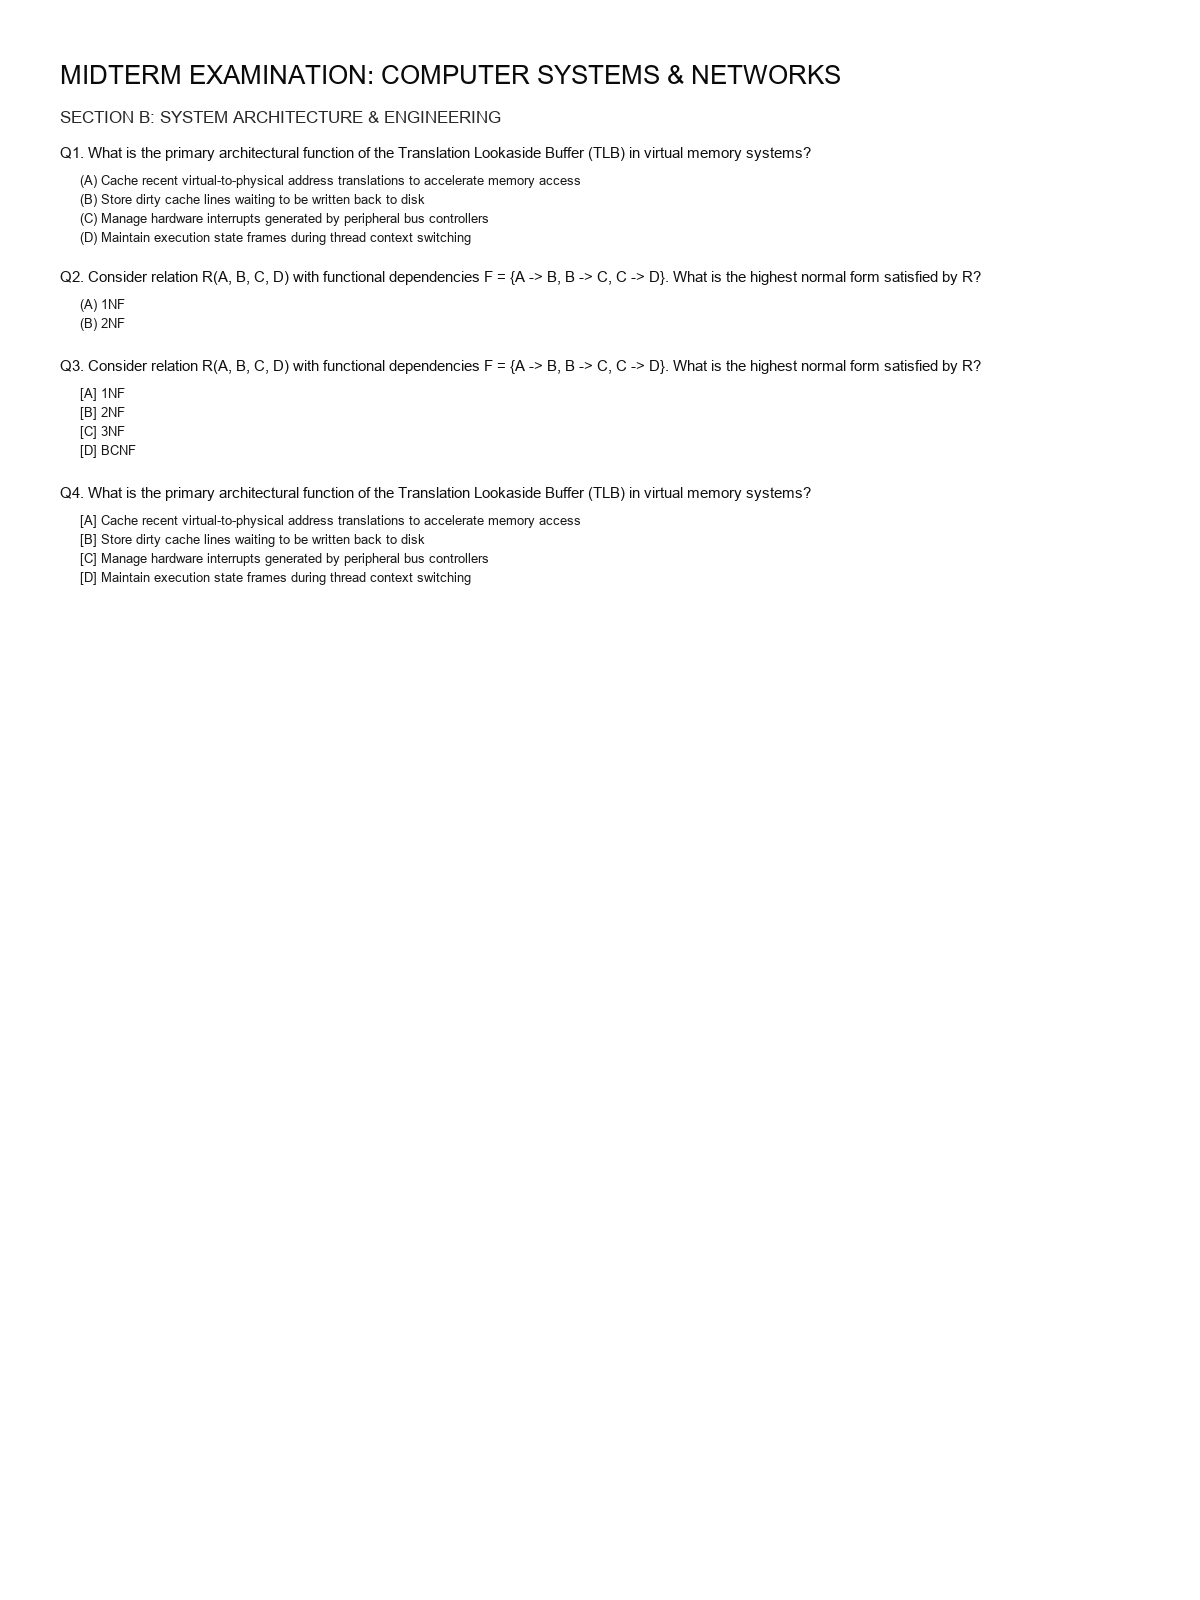 MIDTERM EXAMINATION: COMPUTER SYSTEMS & NETWORKS
SECTION B: SYSTEM ARCHITECTURE & ENGINEERING
Q1. What is the primary architectural function of the Translation Lookaside Buffer (TLB) in virtual memory systems?
(A) Cache recent virtual-to-physical address translations to accelerate memory access
(B) Store dirty cache lines waiting to be written back to disk
(C) Manage hardware interrupts generated by peripheral bus controllers
(D) Maintain execution state frames during thread context switching
Q2. Consider relation R(A, B, C, D) with functional dependencies F = {A -> B, B -> C, C -> D}. What is the highest normal form satisfied by R?
(A) 1NF
(B) 2NF
Q3. Consider relation R(A, B, C, D) with functional dependencies F = {A -> B, B -> C, C -> D}. What is the highest normal form satisfied by R?
[A] 1NF
[B] 2NF
[C] 3NF
[D] BCNF
Q4. What is the primary architectural function of the Translation Lookaside Buffer (TLB) in virtual memory systems?
[A] Cache recent virtual-to-physical address translations to accelerate memory access
[B] Store dirty cache lines waiting to be written back to disk
[C] Manage hardware interrupts generated by peripheral bus controllers
[D] Maintain execution state frames during thread context switching